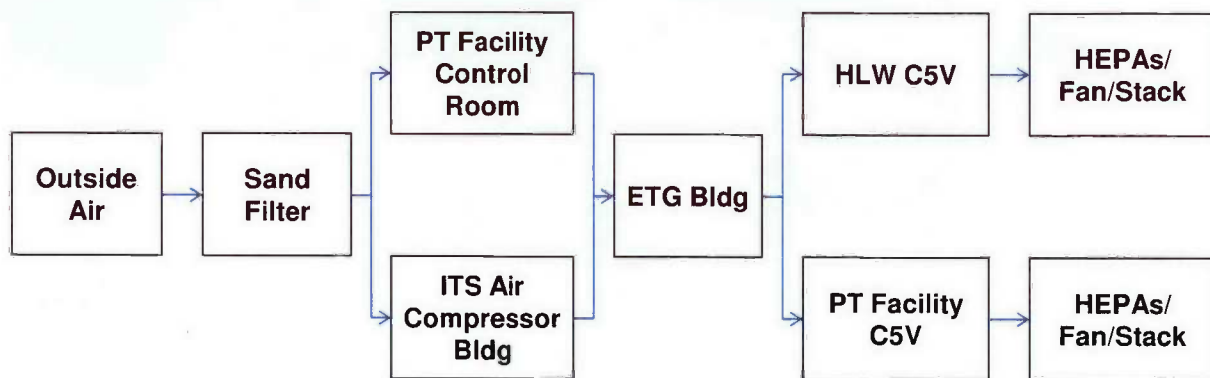 Outside
Air
Sand
Filter
PT Facility
Control
Room
ITS Air
Compressor
Bldg
ETG Bldg
HLW C5V
HEPAs/
Fan/Stack
PT Facility
C5V
HEPAs/
Fan/Stack